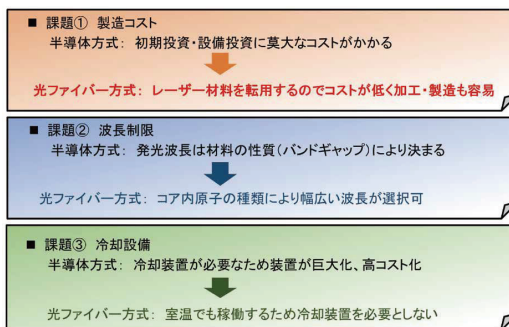 ■ 課題① 製造コスト
半導体方式: 初期投資・設備投資に莫大なコストがかかる
光ファイバー方式: レーザー材料を転用するのでコストが低く加工・製造も容易
■ 課題② 波長制限
半導体方式: 発光波長は材料の性質(バンドギャップ)により決まる
光ファイバー方式: コア内原子の種類により幅広い波長が選択可
■ 課題③ 冷却設備
半導体方式: 冷却装置が必要なため装置が巨大化、高コスト化
光ファイバー方式: 室温でも稼働するため冷却装置を必要としない